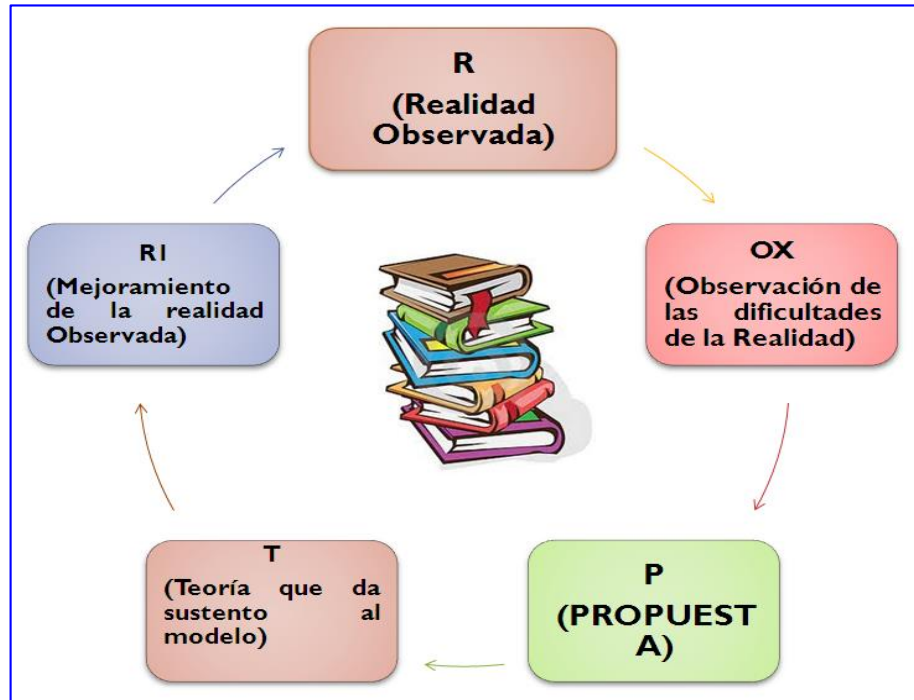 R
(Realidad
Observada)
OX
(Observación de
las dificultades
de la Realidad)
P
(PROPUEST
A)
T
(Teoría que da
sustento al
modelo)
R1
(Mejoramiento
de la realidad
Observada)